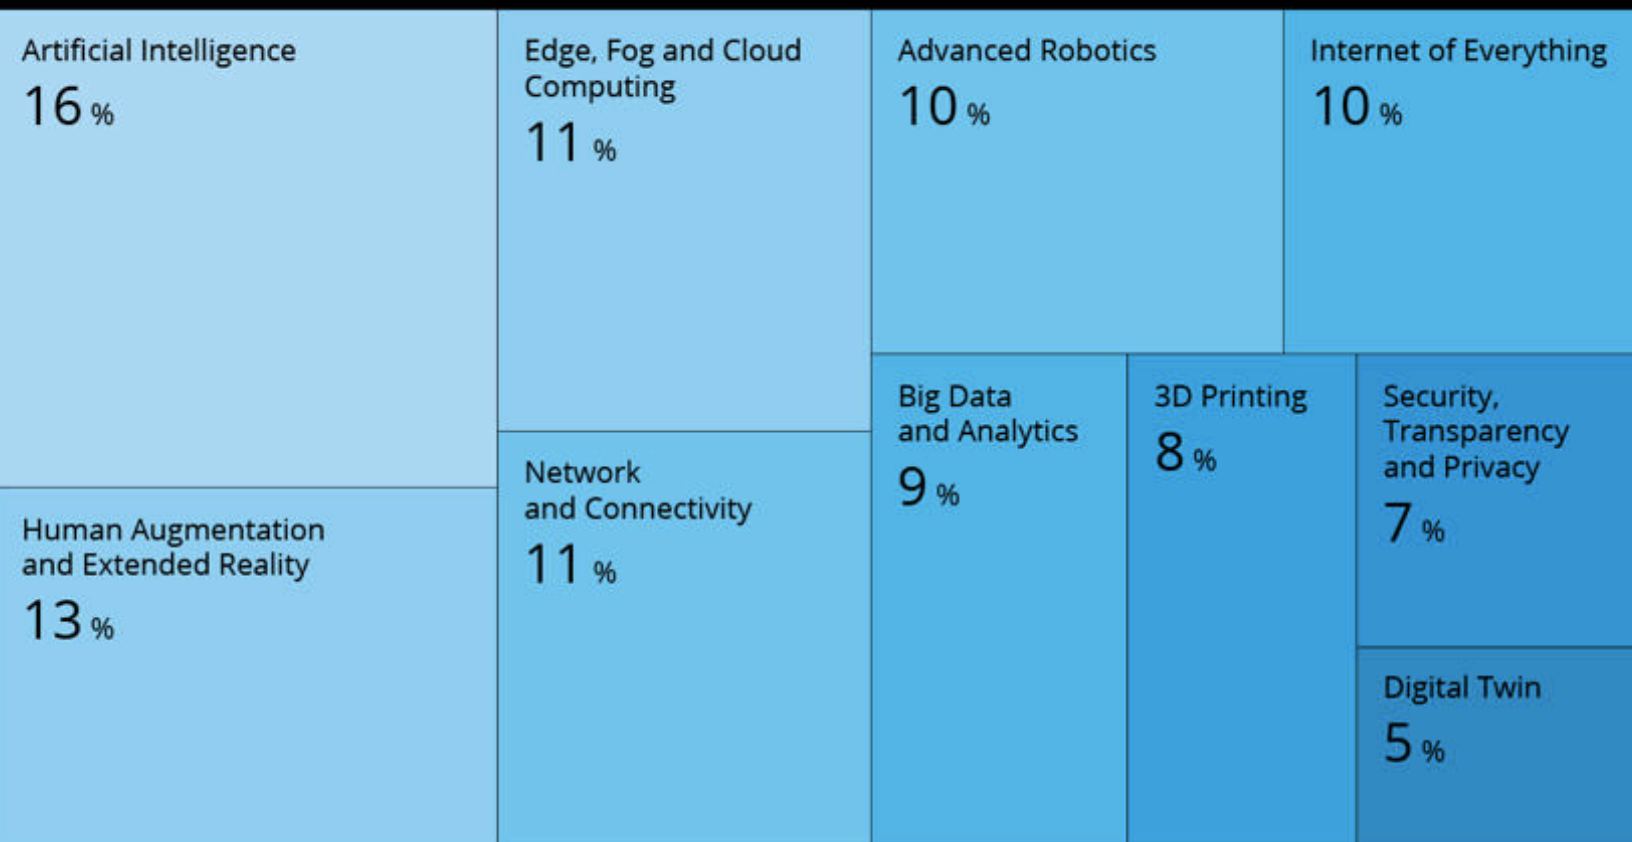 Artificial Intelligence
16 %
Human Augmentation
and Extended Reality
13 %
Edge, Fog and Cloud
Computing
11 %
Network
and Connectivity
11 %
Advanced Robotics
10 %
Internet of Everything
10 %
Big Data
and Analytics
9 %
3D Printing
8 %
Security,
Transparency
and Privacy
7 %
Digital Twin
5 %